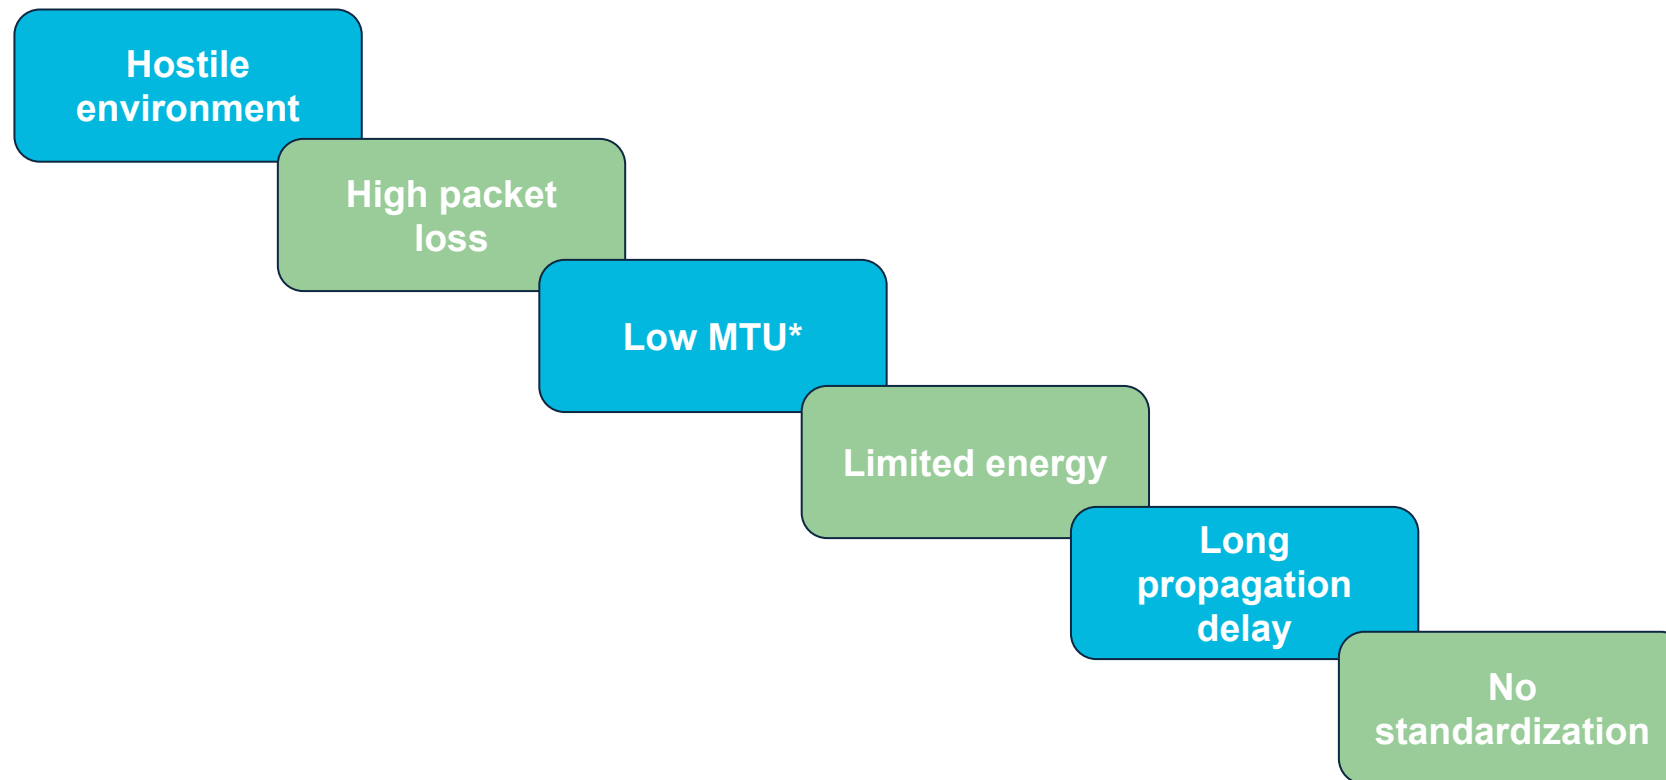 Hostile
environment
High packet
loss
Low MTU*
Limited energy
Long
propagation
delay
No
standardization